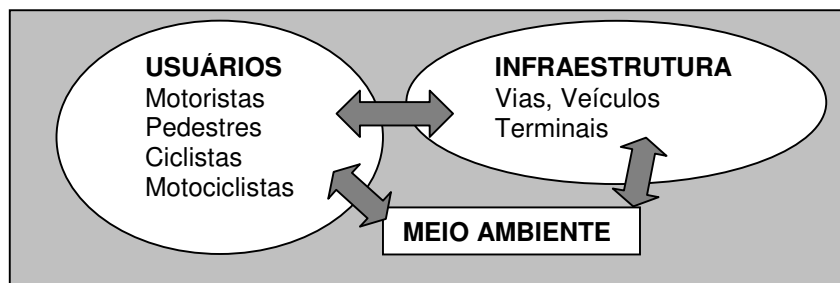 USUÁRIOS
Motoristas
Pedestres
Ciclistas
Motociclistas
INFRAESTRUTURA
Vias, Veículos
Terminais
MEIO AMBIENTE